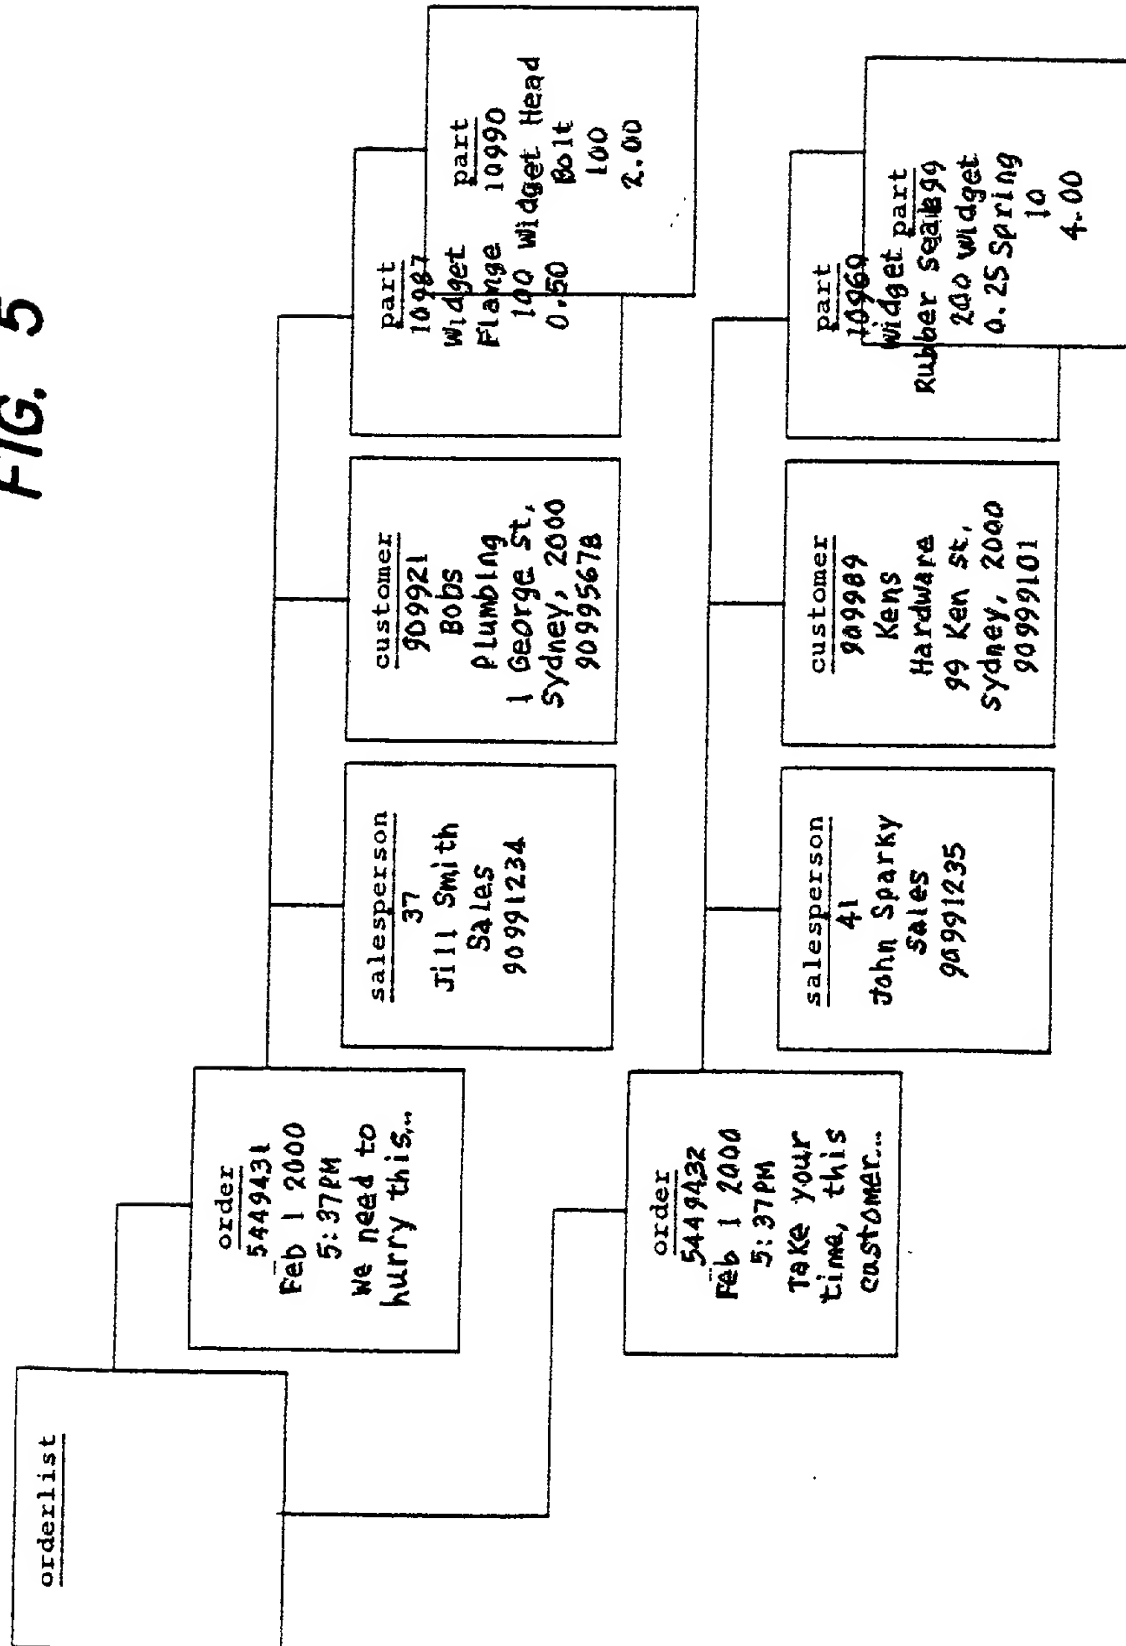 FIG. 5
orderlist
order
5449431
Feb 1 2000
5:37PM
We need to
hurry this...
salesperson
37
Jill Smith
Sales
90991234
customer
909921
Bobs
Plumbing
1 George st,
Sydney, 2000
90995678
part
10987
Widget
Flange
100
0.50
part
10990
Widget Head
Bolt
100
2.00
order
5449432
Feb 1 2000
5:37PM
Take your
time, this
customer...
salesperson
41
John Sparky
Sales
90991235
customer
909989
Kens
Hardware
99 Ken st,
Sydney, 2000
90999101
part
10969
Widget
Rubber
200
0.25
part
widget
Spring
10
4.00